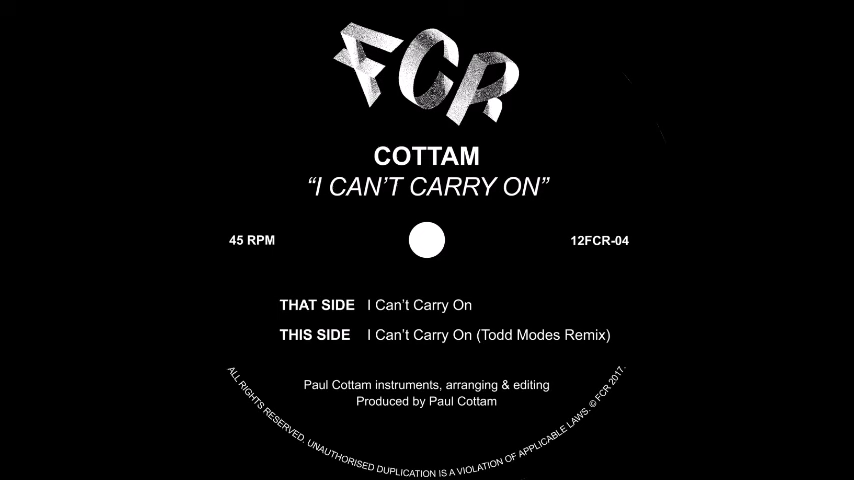 FCR
COTTAM
“I CAN’T CARRY ON”
45 RPM
12FCR-04
THAT SIDE I Can’t Carry On
THIS SIDE I Can’t Carry On (Todd Modes Remix)
Paul Cottam instruments, arranging & editing
Produced by Paul Cottam
ALL RIGHTS RESERVED. UNAUTHORISED DUPLICATION IS A VIOLATION OF APPLICABLE LAWS. © FCR 2017.